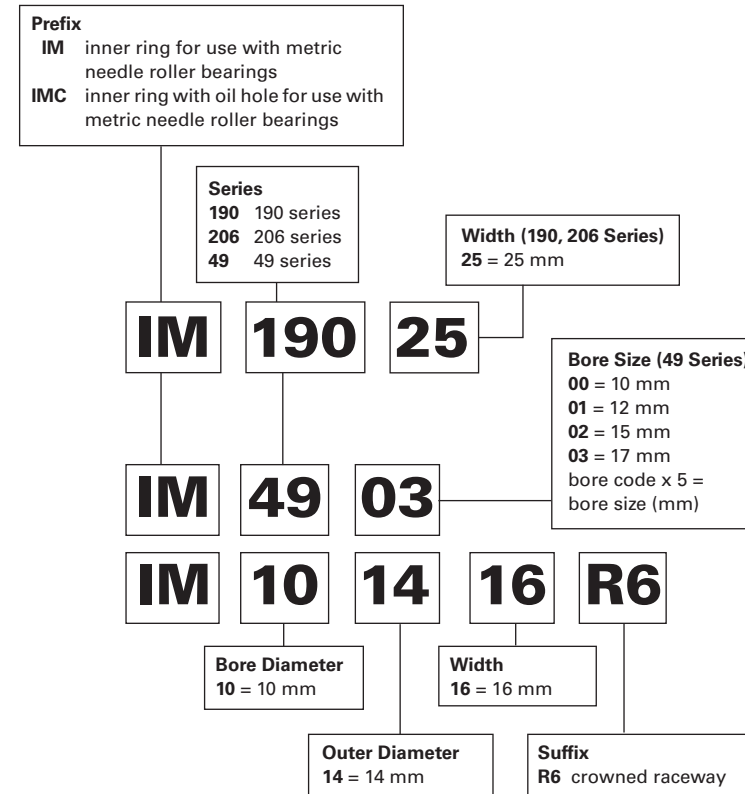 Prefix
IM inner ring for use with metric
needle roller bearings
IMC inner ring with oil hole for use with
metric needle roller bearings
Series
190 190 series
206 206 series
49 49 series
Width (190, 206 Series)
25 = 25 mm
IM 190 25
Bore Size (49 Series)
00 = 10 mm
01 = 12 mm
02 = 15 mm
03 = 17 mm
bore code x 5 =
bore size (mm)
IM 49 03
IM 10 14 16 R6
Bore Diameter
10 = 10 mm
Width
16 = 16 mm
Outer Diameter
14 = 14 mm
Suffix
R6 crowned raceway